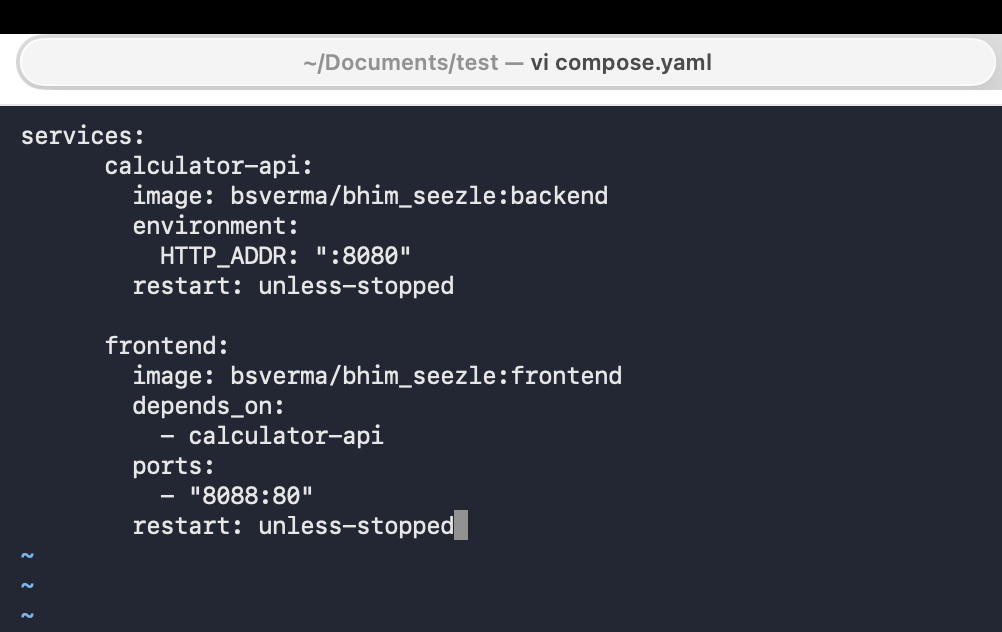 ~/Documents/test — vi compose.yaml
services:
      calculator-api:
        image: bsverma/bhim_seezle:backend
        environment:
          HTTP_ADDR: ":8080"
        restart: unless-stopped

      frontend:
        image: bsverma/bhim_seezle:frontend
        depends_on:
          - calculator-api
        ports:
          - "8088:80"
        restart: unless-stopped
~
~
~